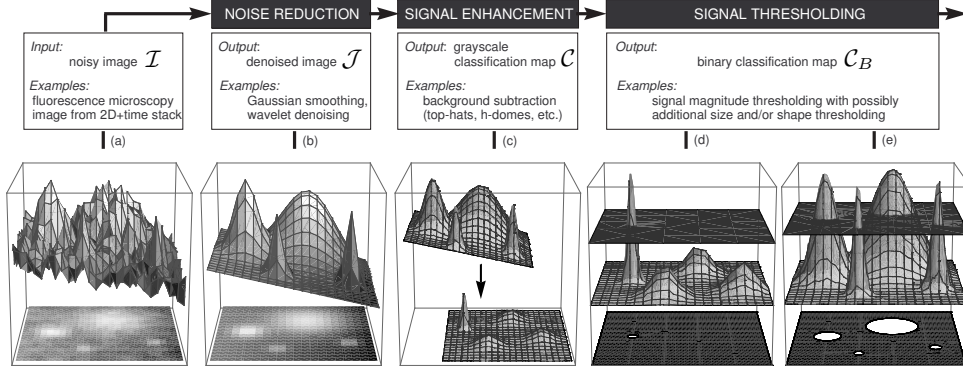 NOISE REDUCTION
SIGNAL ENHANCEMENT
SIGNAL THRESHOLDING
Input:
noisy image I
Examples:
fluorescence microscopy
image from 2D+time stack
Output:
denoised image J
Examples:
Gaussian smoothing,
wavelet denoising
Output: grayscale
classification map C
Examples:
background subtraction
(top-hats, h-domes, etc.)
Output:
binary classification map C_B
Examples:
signal magnitude thresholding with possibly
additional size and/or shape thresholding
(a)
(b)
(c)
(d)
(e)